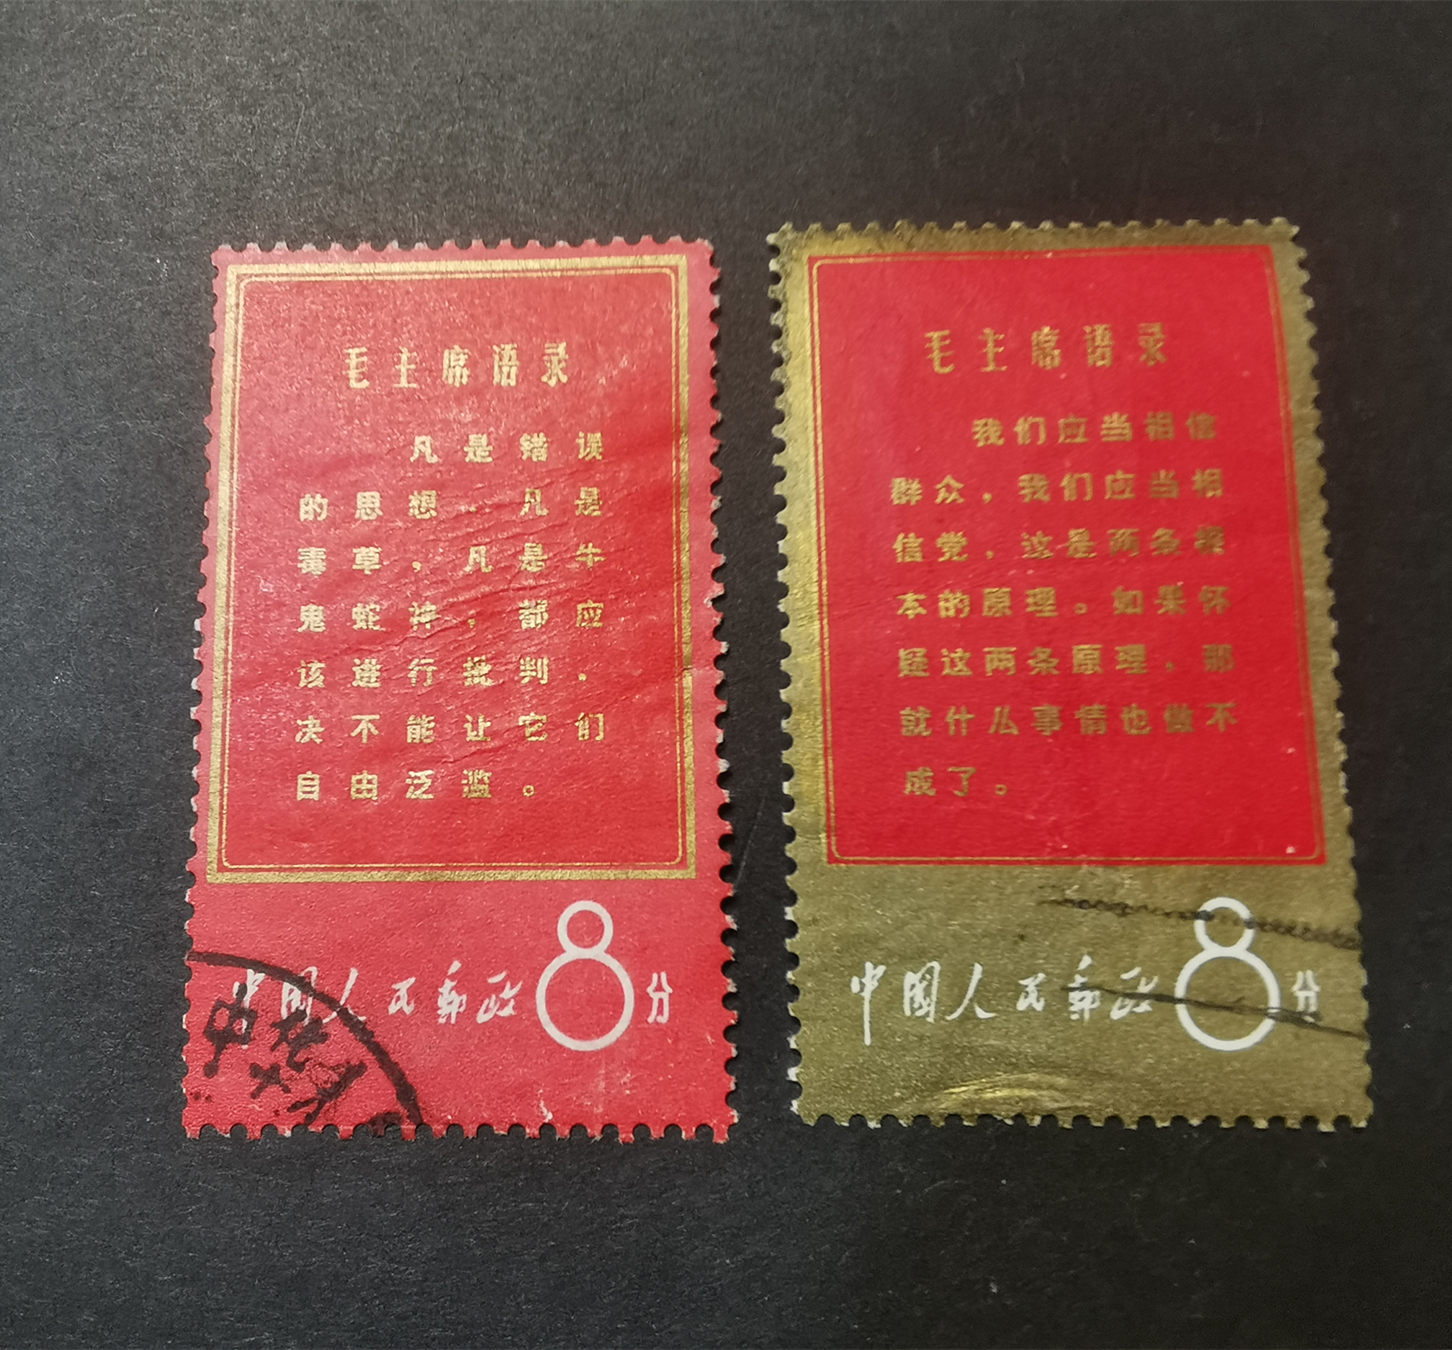 毛主席语录
凡是错误
的思想，凡是
毒草，凡是牛
鬼蛇神，都应
该进行批判，
决不能让它们
自由泛滥。
中国人民邮政8分
毛主席语录
我们应当相信
群众，我们应当相
信党，这是两条根
本的原理。如果怀
疑这两条原理，那
就什么事情也做不
成了。
中国人民邮政8分